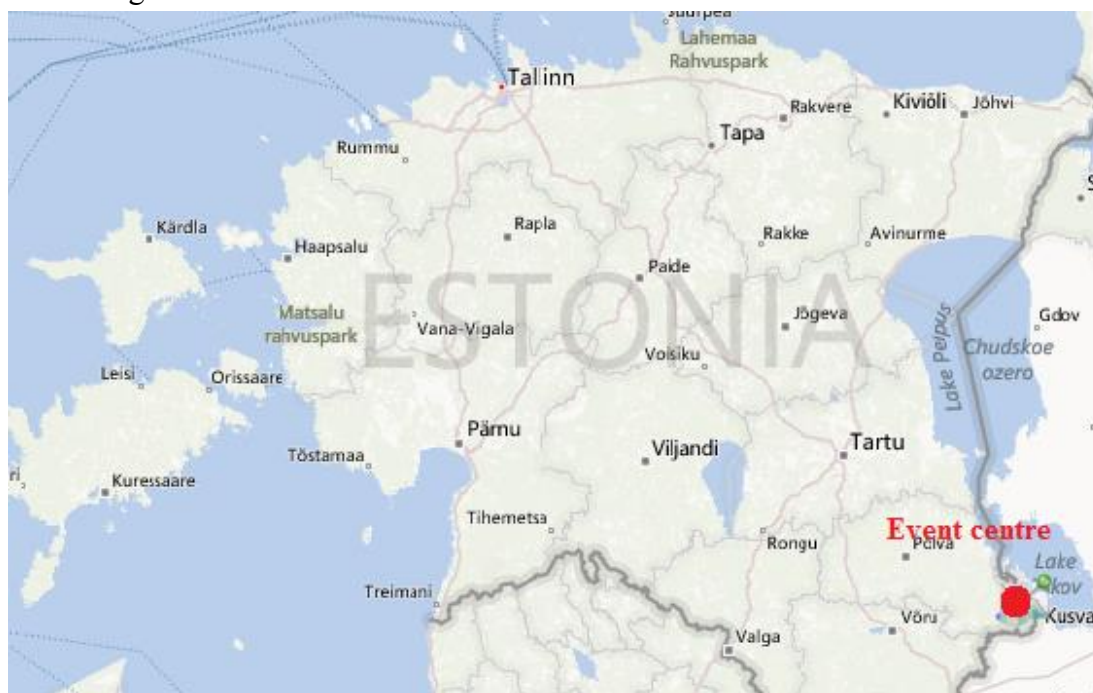 Suurpea
Lahemaa
Rahvuspark
Tallinn
Rakvere
Kiviõli
Jõhvi
Tapa
Rummu
Kärdla
Haapsalu
Rapla
Rakke
Avinurme
Paide
ESTONIA
Matsalu
rahvuspark
Vana-Vigala
Jõgeva
Lake Peipus
Gdov
Chudskoe
ozero
Leisi
Orissaare
Voisiku
Pärnu
Viljandi
Tartu
Tõstamaa
Kuressaare
Tihemetsa
Rongu
Event centre
Põlva
Lake
Treimani
Võru
Valga